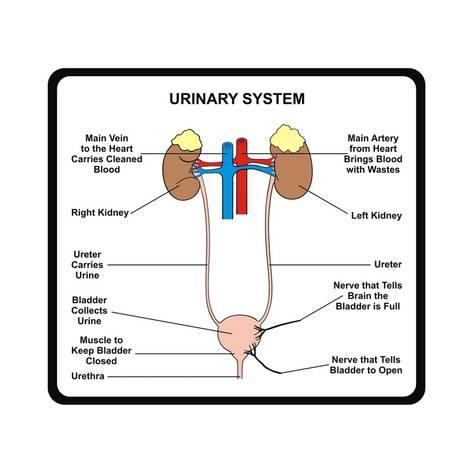 URINARY SYSTEM
Main Vein
to the Heart
Carries Cleaned
Blood
Main Artery
from Heart
Brings Blood
with Wastes
Right Kidney
Left Kidney
Ureter
Carries
Urine
Ureter
Bladder
Collects
Urine
Nerve that Tells
Brain the
Bladder is Full
Muscle to
Keep Bladder
Closed
Nerve that Tells
Bladder to Open
Urethra